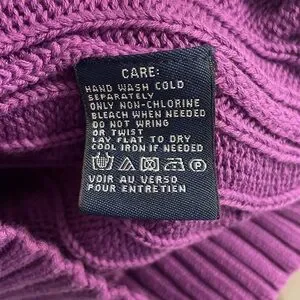 CARE:
HAND WASH COLD
SEPARATELY
ONLY NON-CHLORINE
BLEACH WHEN NEEDED
DO NOT WRING
OR TWIST
LAY FLAT TO DRY
COOL IRON IF NEEDED
VOIR AU VERSO
POUR ENTRETIEN